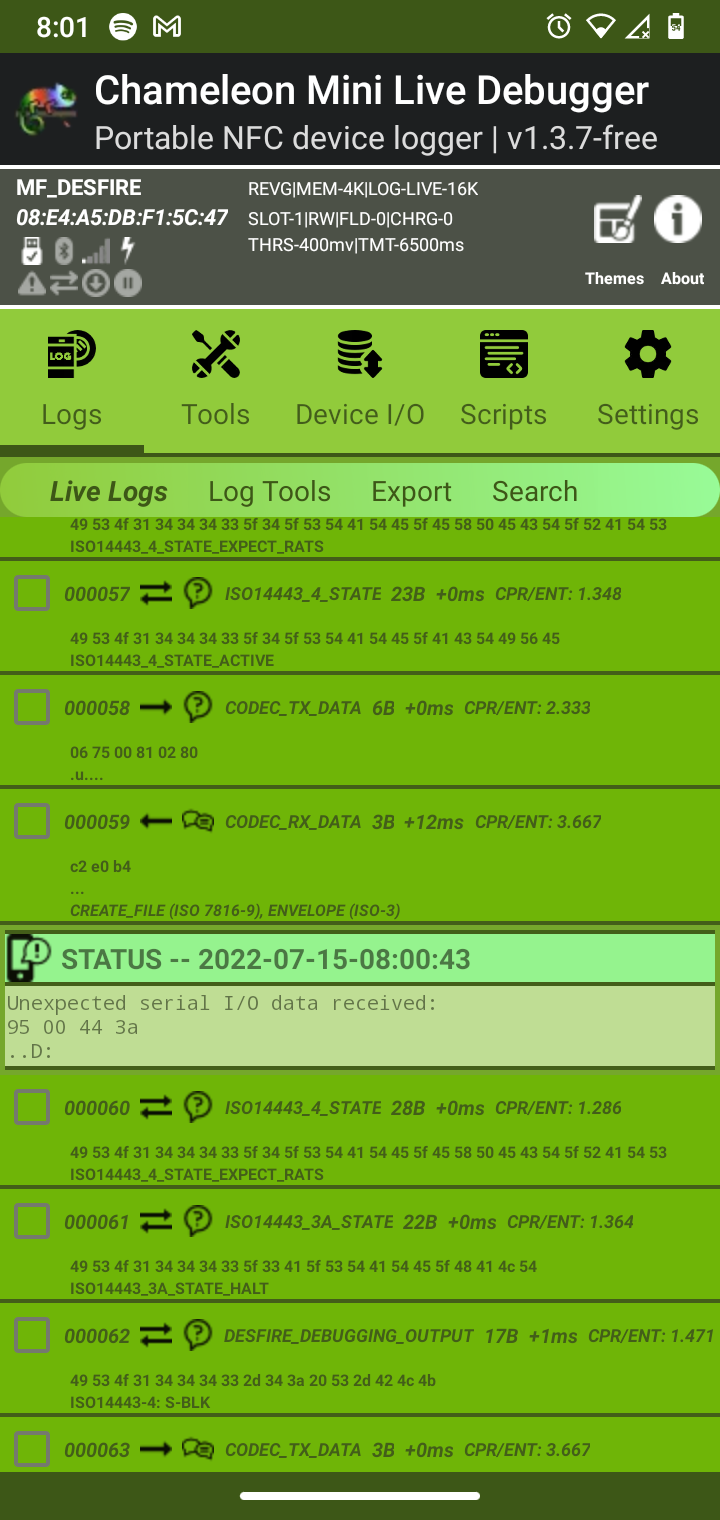 8:01
Chameleon Mini Live Debugger
Portable NFC device logger | v1.3.7-free
MF_DESFIRE
08:E4:A5:DB:F1:5C:47
REVG|MEM-4K|LOG-LIVE-16K
SLOT-1|RW|FLD-0|CHRG-0
THRS-400mv|TMT-6500ms
Themes About
LOG
Logs Tools Device I/O Scripts Settings
Live Logs Log Tools Export Search
49 53 4f 31 34 34 34 33 5f 34 5f 53 54 41 54 45 5f 45 58 50 45 43 54 5f 52 41 54 53
ISO14443_4_STATE_EXPECT_RATS
000057 ISO14443_4_STATE 23B +0ms CPR/ENT: 1.348
49 53 4f 31 34 34 34 33 5f 34 5f 53 54 41 54 45 5f 41 43 54 49 56 45
ISO14443_4_STATE_ACTIVE
000058 CODEC_TX_DATA 6B +0ms CPR/ENT: 2.333
06 75 00 81 02 80
.u....
000059 CODEC_RX_DATA 3B +12ms CPR/ENT: 3.667
c2 e0 b4
...
CREATE_FILE (ISO 7816-9), ENVELOPE (ISO-3)
STATUS -- 2022-07-15-08:00:43
Unexpected serial I/O data received:
95 00 44 3a
..D:
000060 ISO14443_4_STATE 28B +0ms CPR/ENT: 1.286
49 53 4f 31 34 34 34 33 5f 34 5f 53 54 41 54 45 5f 45 58 50 45 43 54 5f 52 41 54 53
ISO14443_4_STATE_EXPECT_RATS
000061 ISO14443_3A_STATE 22B +0ms CPR/ENT: 1.364
49 53 4f 31 34 34 34 33 5f 33 41 5f 53 54 41 54 45 5f 48 41 4c 54
ISO14443_3A_STATE_HALT
000062 DESFIRE_DEBUGGING_OUTPUT 17B +1ms CPR/ENT: 1.471
49 53 4f 31 34 34 34 33 2d 34 3a 20 53 2d 42 4c 4b
ISO14443-4: S-BLK
000063 CODEC_TX_DATA 3B +0ms CPR/ENT: 3.667